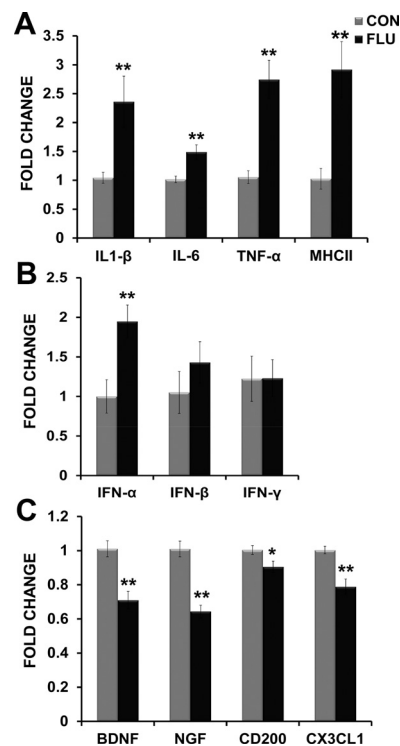 A
CON
FLU
FOLD CHANGE
3.5
3
2.5
2
1.5
1
0.5
0
**
**
**
**
IL1-β IL-6 TNF-α MHCII
B
FOLD CHANGE
2.5
2
1.5
1
0.5
0
**
IFN-α IFN-β IFN-γ
C
FOLD CHANGE
1.2
1
0.8
0.6
0.4
0.2
0
**
**
*
**
BDNF NGF CD200 CX3CL1